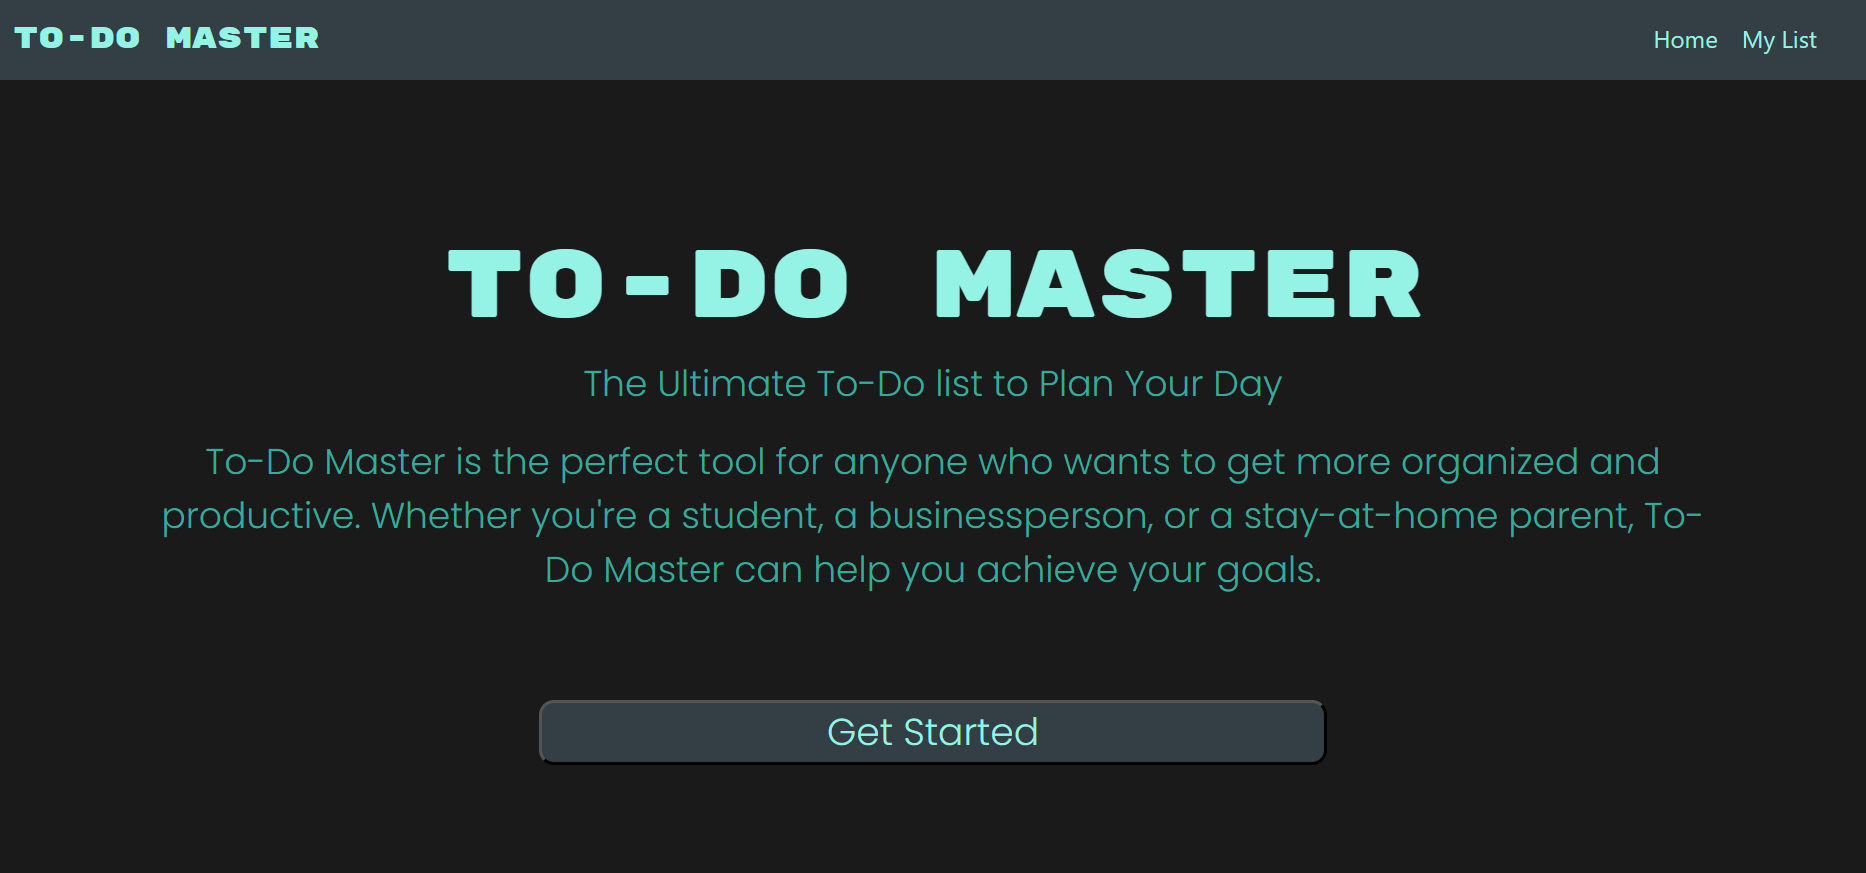 TO-DO MASTER
Home My List
TO-DO MASTER
The Ultimate To-Do list to Plan Your Day
To-Do Master is the perfect tool for anyone who wants to get more organized and
productive. Whether you're a student, a businessperson, or a stay-at-home parent, To-
Do Master can help you achieve your goals.
Get Started